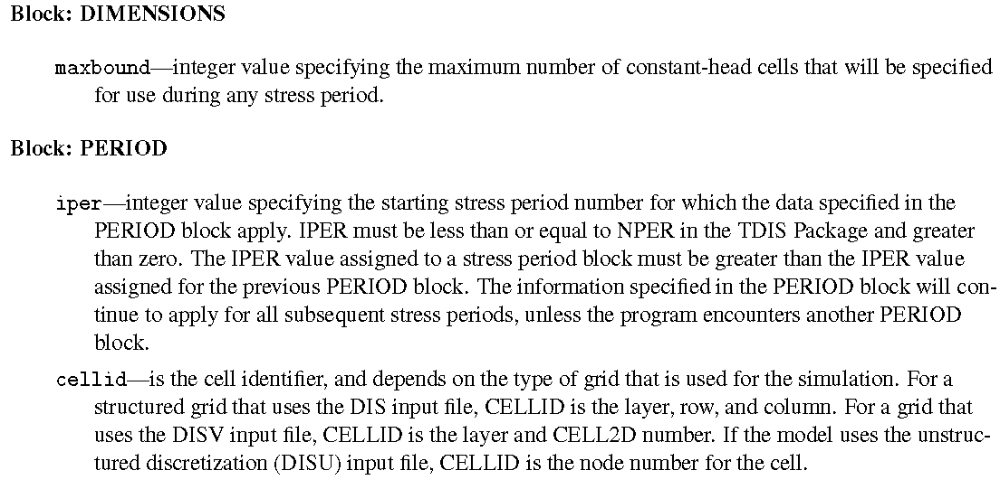 Block: DIMENSIONS
maxbound—integer value specifying the maximum number of constant-head cells that will be specified
for use during any stress period.
Block: PERIOD
iper—integer value specifying the starting stress period number for which the data specified in the
PERIOD block apply. IPER must be less than or equal to NPER in the TDIS Package and greater
than zero. The IPER value assigned to a stress period block must be greater than the IPER value
assigned for the previous PERIOD block. The information specified in the PERIOD block will con-
tinue to apply for all subsequent stress periods, unless the program encounters another PERIOD
block.
cellid—is the cell identifier, and depends on the type of grid that is used for the simulation. For a
structured grid that uses the DIS input file, CELLID is the layer, row, and column. For a grid that
uses the DISV input file, CELLID is the layer and CELL2D number. If the model uses the unstruc-
tured discretization (DISU) input file, CELLID is the node number for the cell.